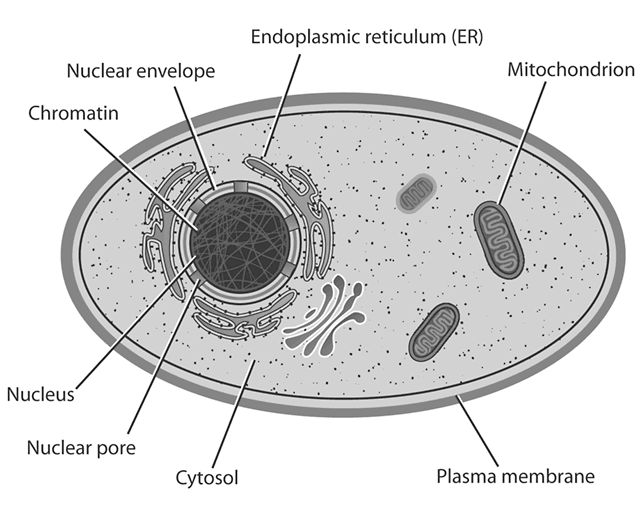 Endoplasmic reticulum (ER)
Nuclear envelope
Mitochondrion
Chromatin
Nucleus
Nuclear pore
Cytosol
Plasma membrane